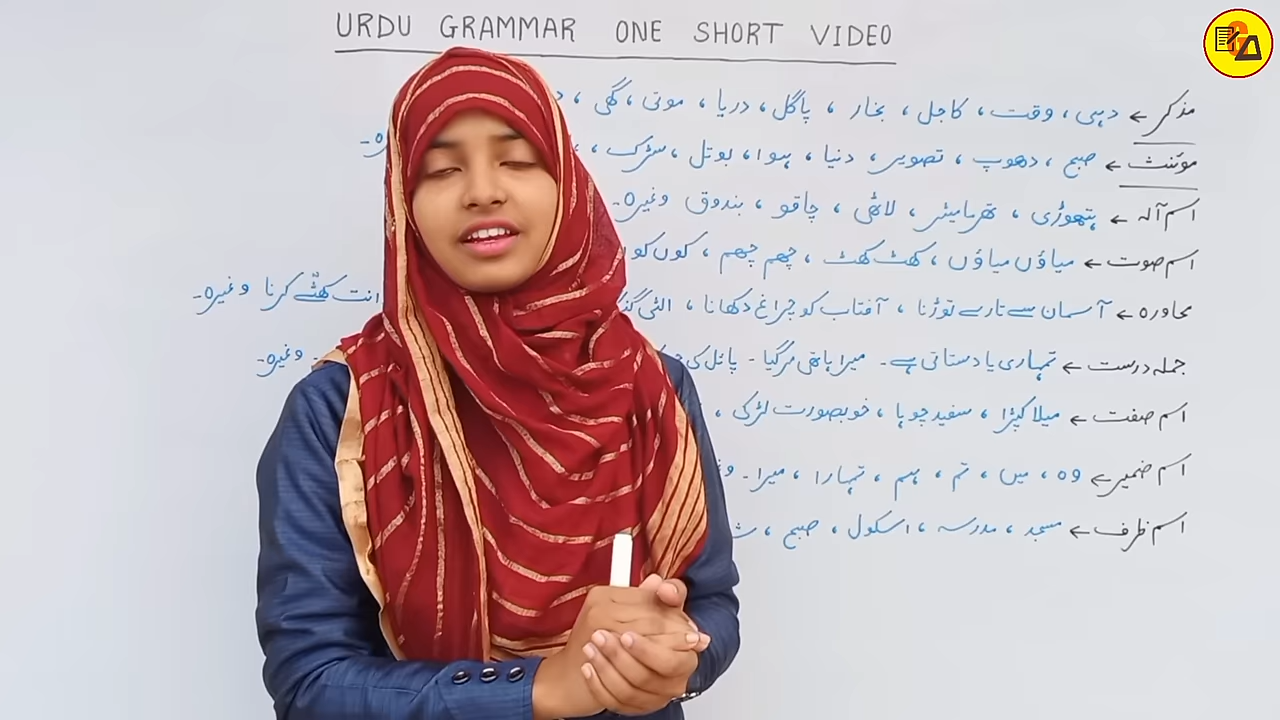 URDU GRAMMAR ONE SHORT VIDEO
مذکر ← دہی، وقت، کاجل، بخار، پاگل، دریا، موتی، گھی،
مؤنث ← صبح، دھوپ، تصویر، دنیا، ہوا، بوتل، سڑک،
اسم آلہ ← ہتھوڑی، تھرمامیٹر، لاٹھی، چاقو، بندوق وغیرہ۔
اسم صوت ← میاؤں میاؤں، کھٹ کھٹ، چھم چھم، کوں کوں
محاورہ ← آسمان سے تارے توڑنا، آفتاب کو چراغ دکھانا، الٹی کھٹے کرنا وغیرہ۔
جملہ درست ← تمہاری یاد ستاتی ہے۔ میرا ہاتھی مر گیا۔ پائل کی وغیرہ۔
اسم صفت ← میلا کپڑا، سفید چوہا، خوبصورت لڑکی،
اسم ضمیر ← وہ، میں، تم، ہم، تمہارا، میرا۔
اسم ظرف ← مسجد، مدرسہ، اسکول، صبح،